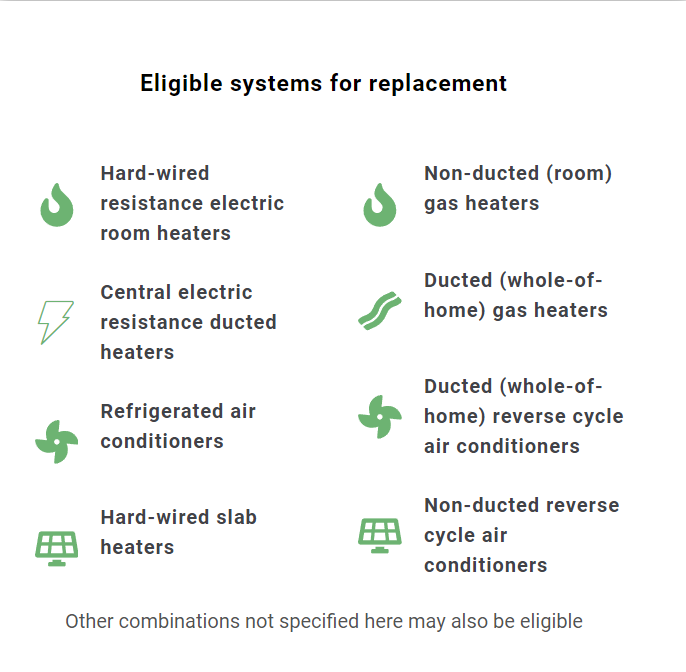 Eligible systems for replacement
Hard-wired
resistance electric
room heaters
Central electric
resistance ducted
heaters
Refrigerated air
conditioners
Hard-wired slab
heaters
Non-ducted (room)
gas heaters
Ducted (whole-of-
home) gas heaters
Ducted (whole-of-
home) reverse cycle
air conditioners
Non-ducted reverse
cycle air
conditioners
Other combinations not specified here may also be eligible